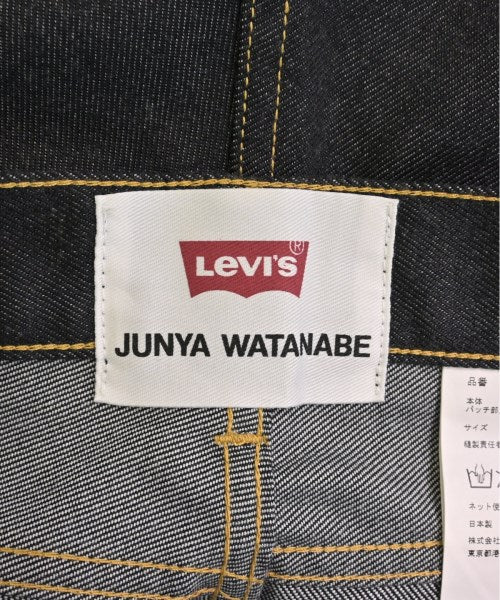 LEVI'S®
JUNYA WATANABE
品番
本体
パッチ部
サイズ
縫製責任者
ネット使
日本製
株式会社
東京都港